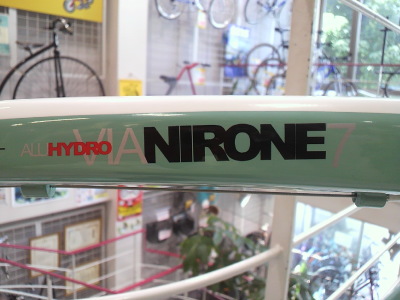 ALU HYDRO VIA NIRONE 7